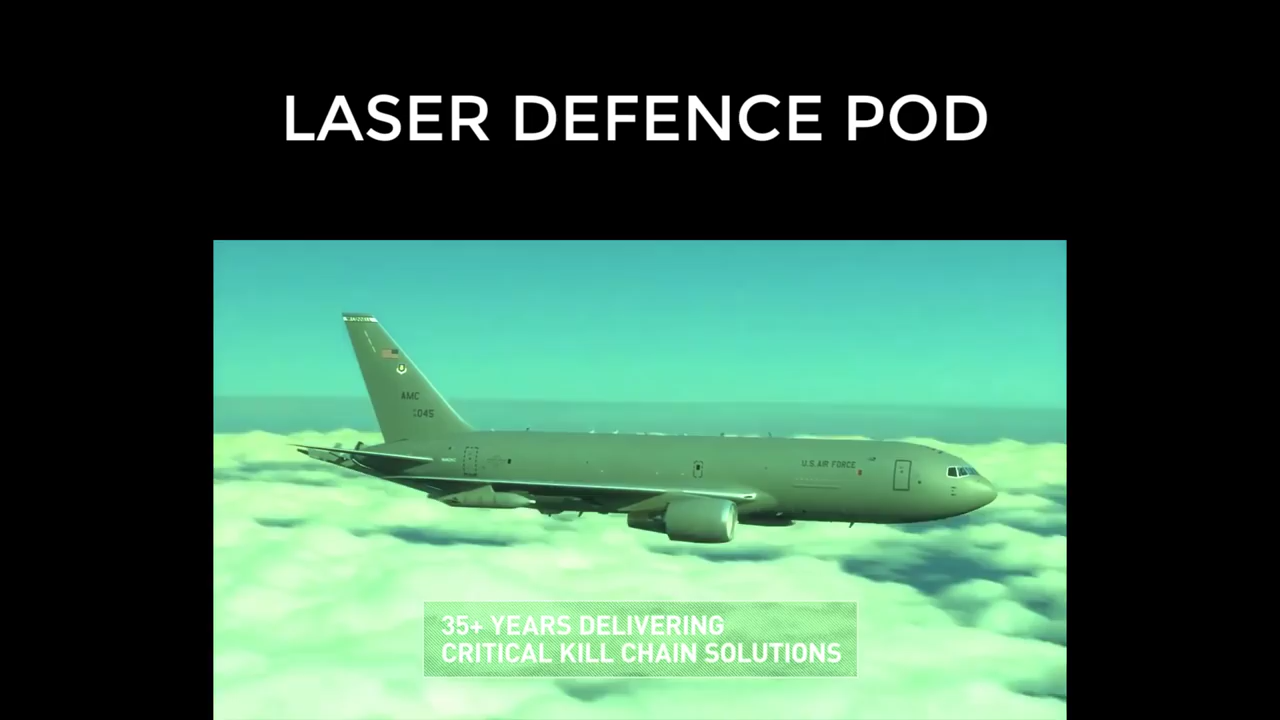 LASER DEFENCE POD
AMC
045
U.S. AIR FORCE
35+ YEARS DELIVERING
CRITICAL KILL CHAIN SOLUTIONS